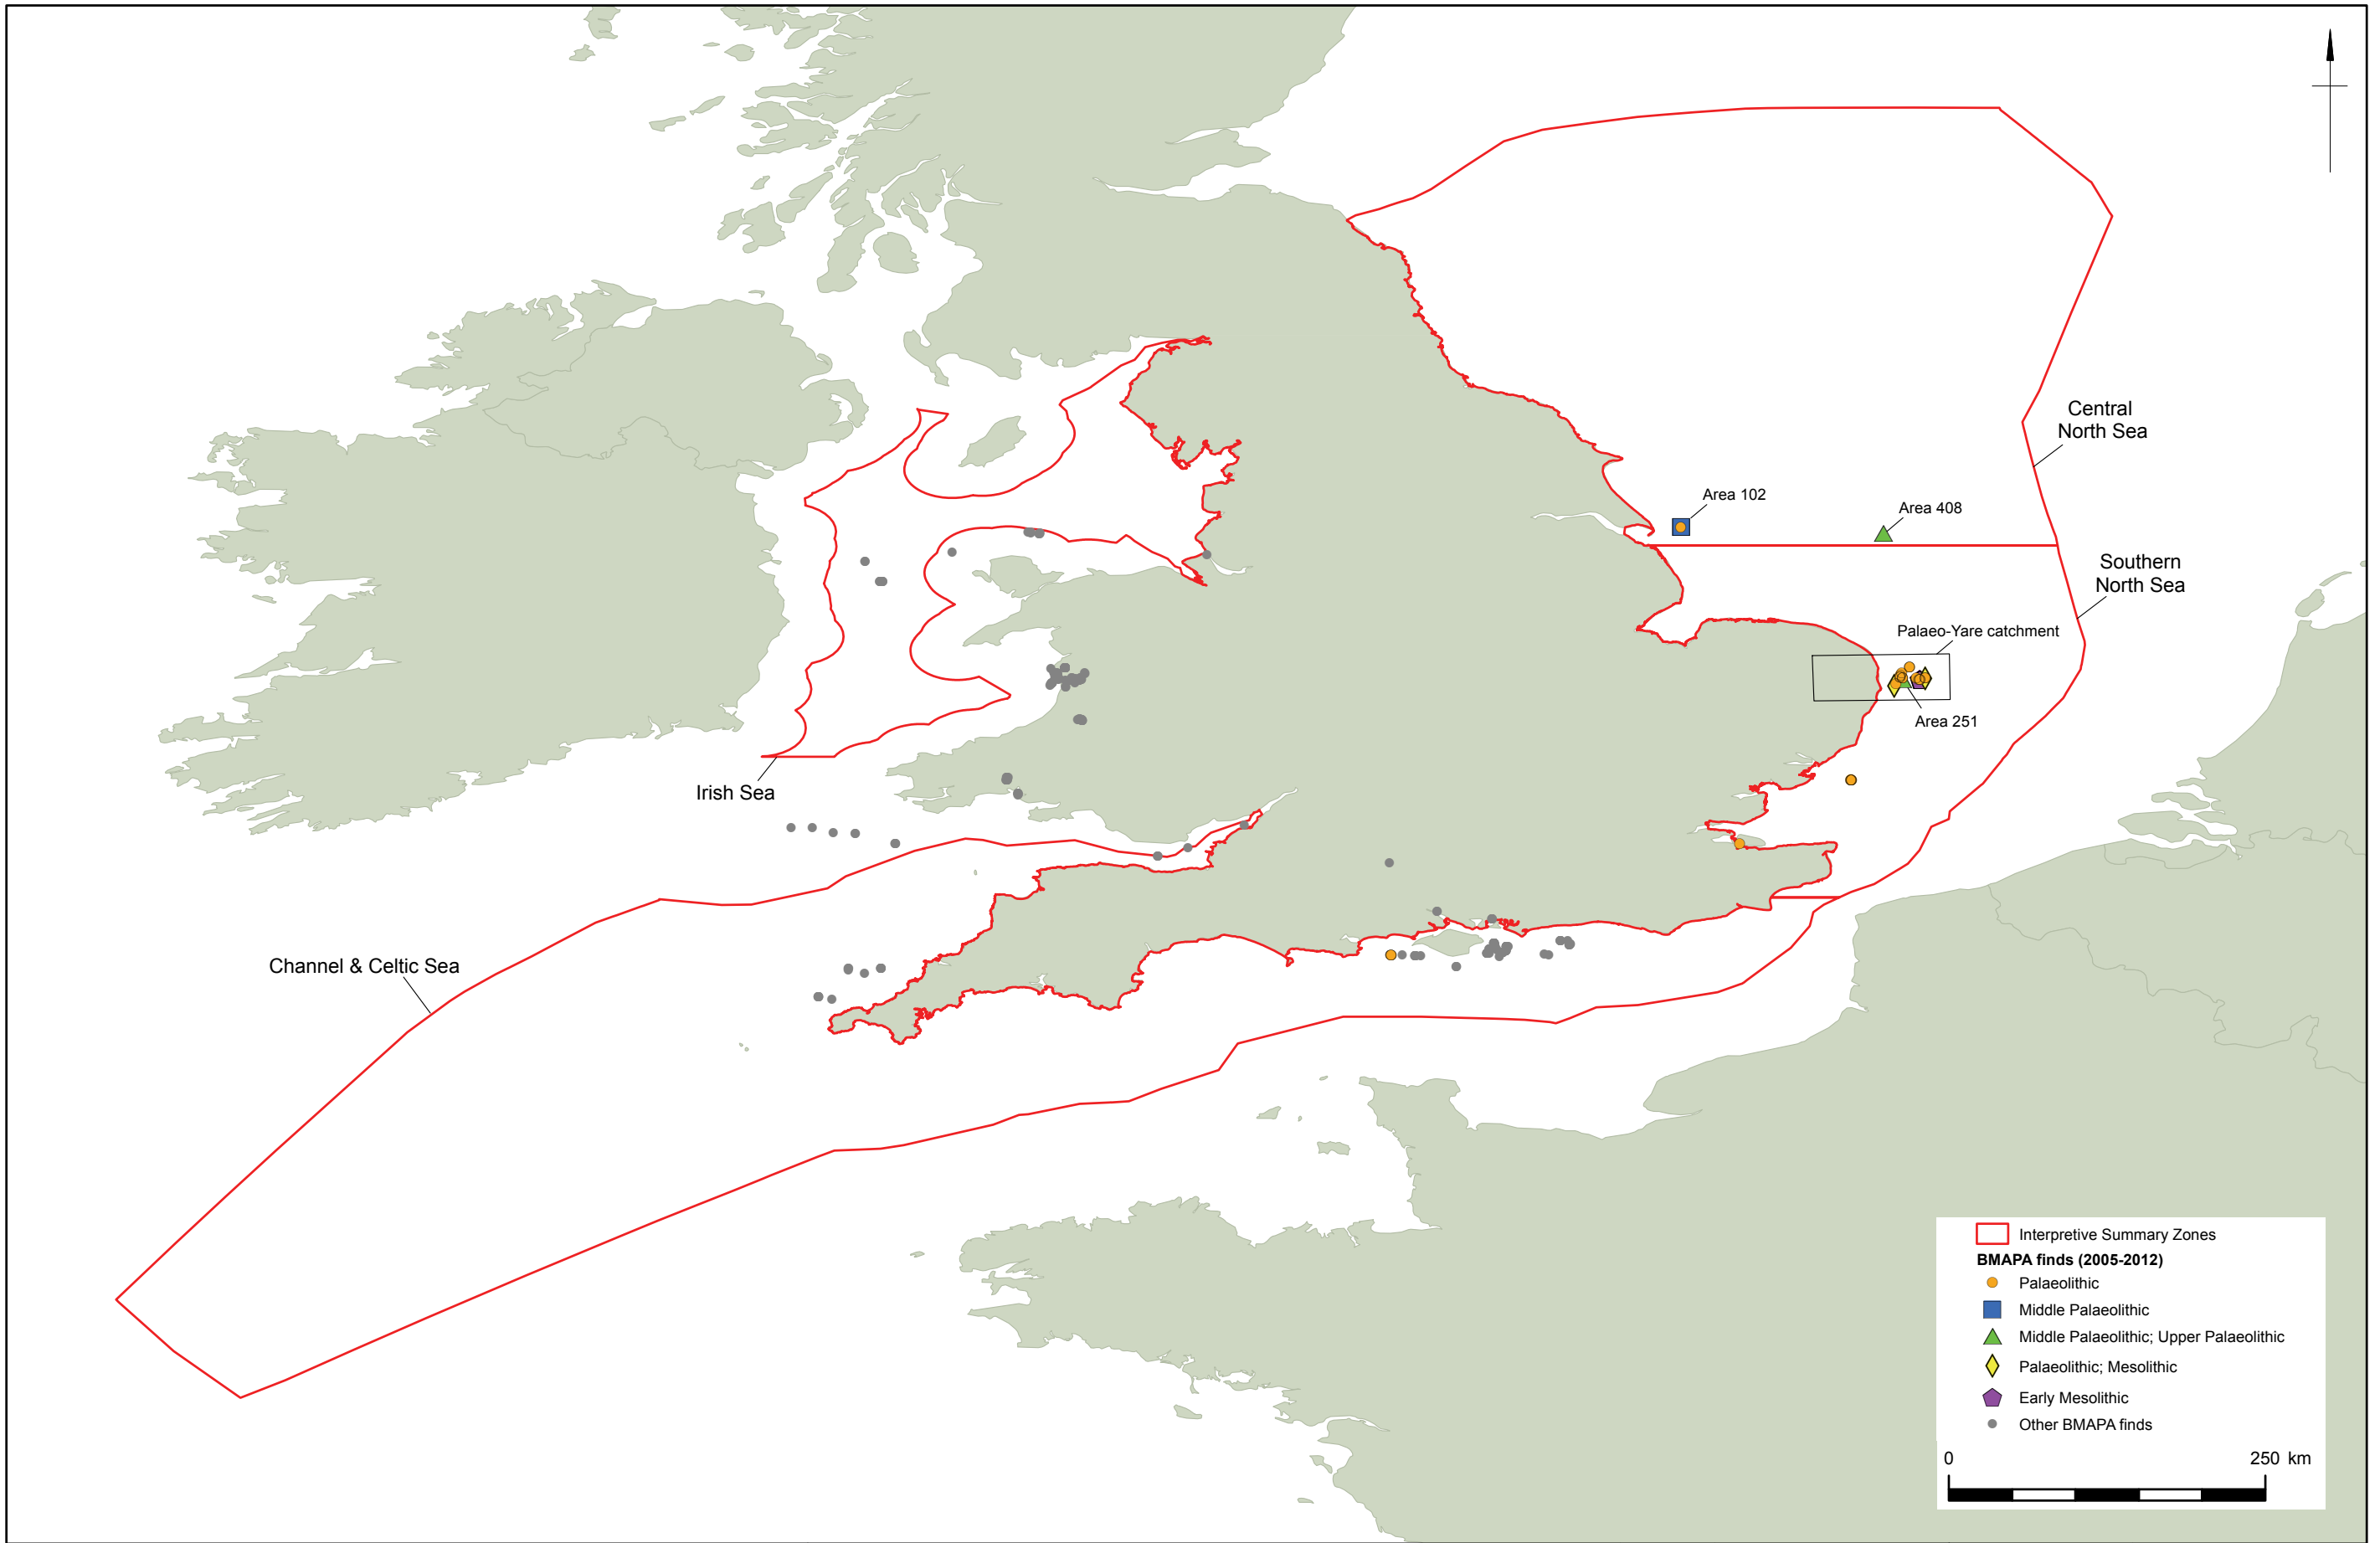 Central
North Sea
Area 102
Area 408
Southern
North Sea
Palaeo-Yare catchment
Area 251
Irish Sea
Channel & Celtic Sea
Interpretive Summary Zones
BMAPA finds (2005-2012)
Palaeolithic
Middle Palaeolithic
Middle Palaeolithic; Upper Palaeolithic
Palaeolithic; Mesolithic
Early Mesolithic
Other BMAPA finds
0 250 km